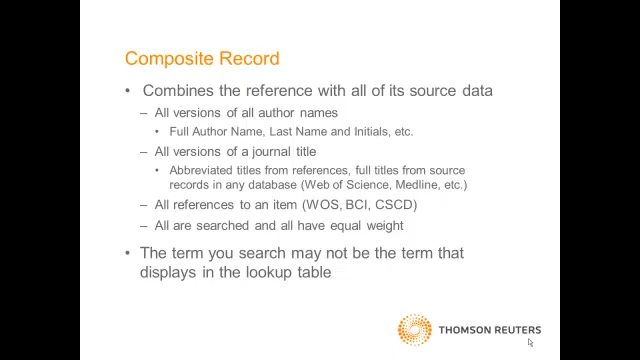 Composite Record
• Combines the reference with all of its source data
– All versions of all author names
• Full Author Name, Last Name and Initials, etc.
– All versions of a journal title
• Abbreviated titles from references, full titles from source
records in any database (Web of Science, Medline, etc.)
– All references to an item (WOS, BCI, CSCD)
– All are searched and all have equal weight
• The term you search may not be the term that
displays in the lookup table
THOMSON REUTERS